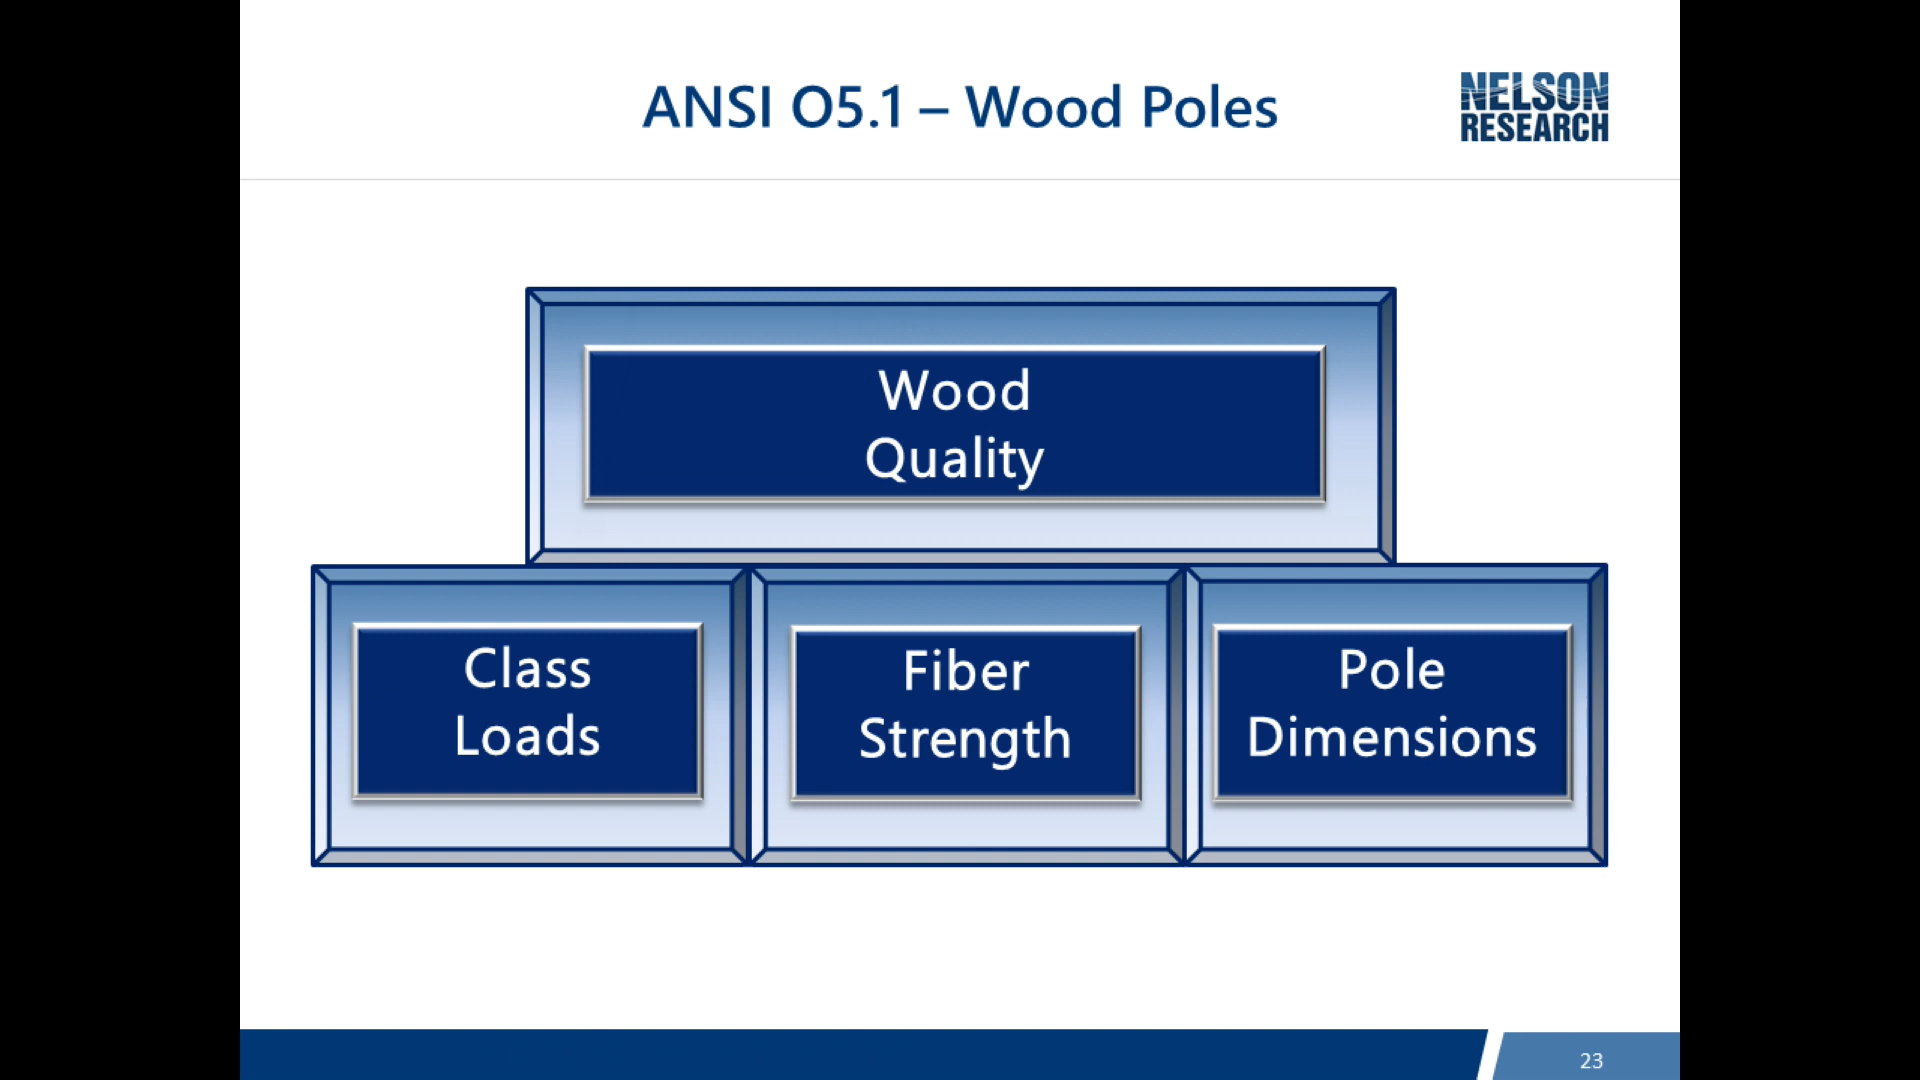 ANSI O5.1 – Wood Poles
NELSON
RESEARCH
Wood
Quality
Class
Loads
Fiber
Strength
Pole
Dimensions
23